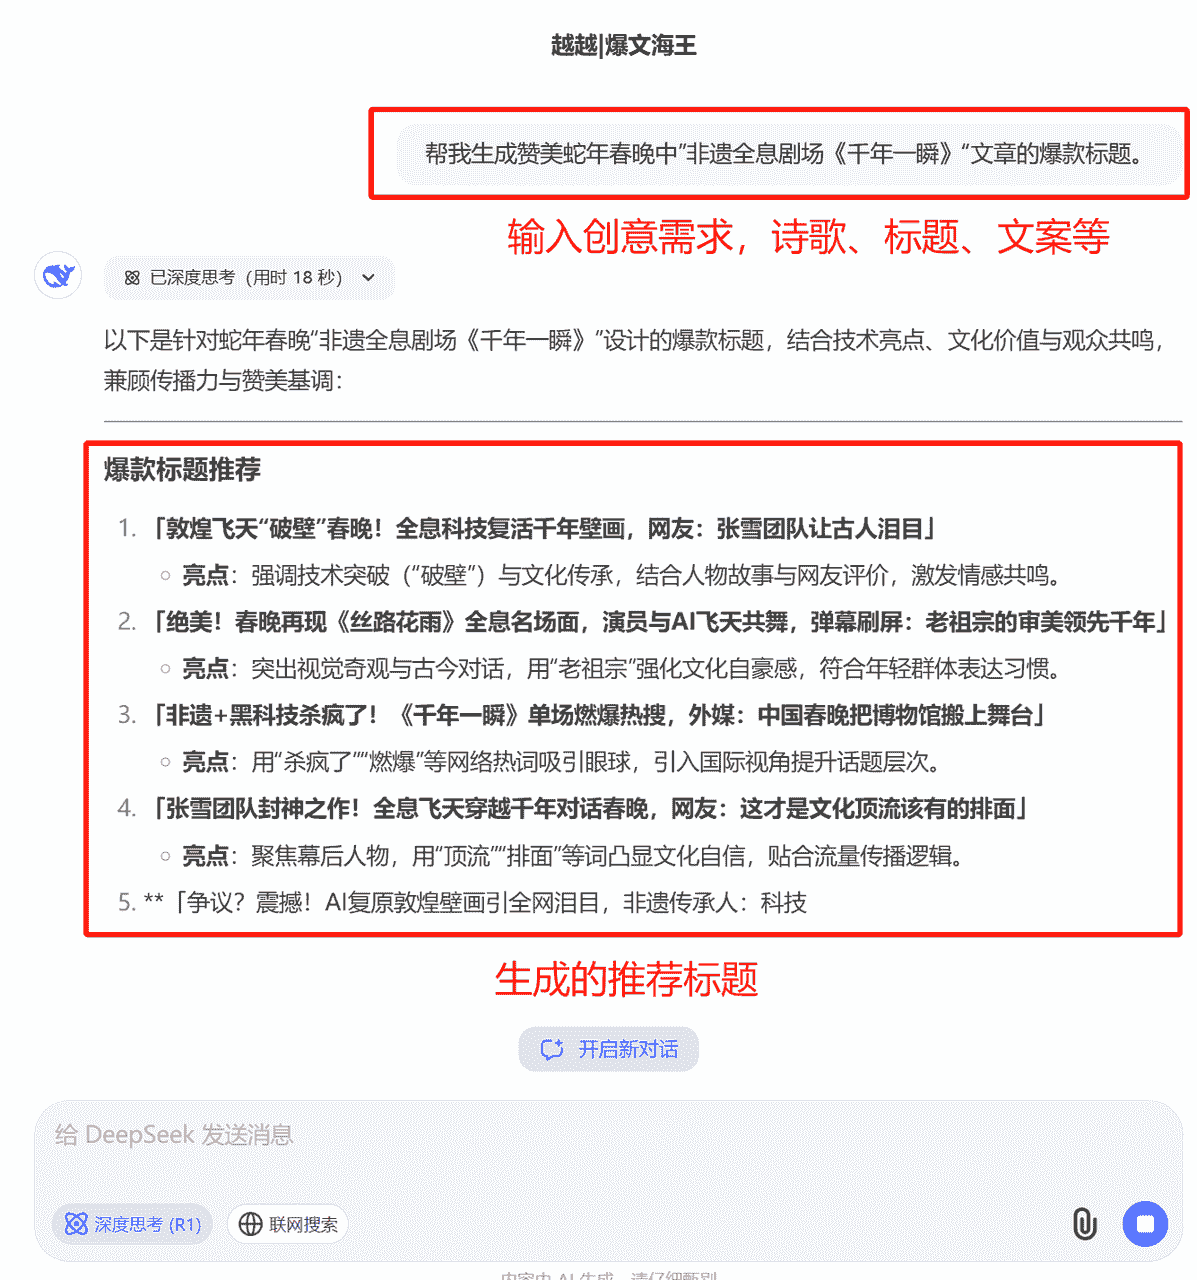 越越|爆文海王
帮我生成赞美蛇年春晚中”非遗全息剧场《千年一瞬》“文章的爆款标题。
输入创意需求，诗歌、标题、文案等
已深度思考（用时 18 秒）
以下是针对蛇年春晚“非遗全息剧场《千年一瞬》”设计的爆款标题，结合技术亮点、文化价值与观众共鸣，
兼顾传播力与赞美基调：
爆款标题推荐
1. 「敦煌飞天“破壁”春晚！全息科技复活千年壁画，网友：张雪团队让古人泪目」
○ 亮点：强调技术突破（“破壁”）与文化传承，结合人物故事与网友评价，激发情感共鸣。
2. 「绝美！春晚再现《丝路花雨》全息名场面，演员与AI飞天共舞，弹幕刷屏：老祖宗的审美领先千年」
○ 亮点：突出视觉奇观与古今对话，用“老祖宗”强化文化自豪感，符合年轻群体表达习惯。
3. 「非遗+黑科技杀疯了！《千年一瞬》单场燃爆热搜，外媒：中国春晚把博物馆搬上舞台」
○ 亮点：用“杀疯了”“燃爆”等网络热词吸引眼球，引入国际视角提升话题层次。
4. 「张雪团队封神之作！全息飞天穿越千年对话春晚，网友：这才是文化顶流该有的排面」
○ 亮点：聚焦幕后人物，用“顶流”“排面”等词凸显文化自信，贴合流量传播逻辑。
5. **「争议？震撼！AI复原敦煌壁画引全网泪目，非遗传承人：科技
生成的推荐标题
开启新对话
给 DeepSeek 发送消息
深度思考 (R1) 联网搜索
内容由 AI 生成，请仔细甄别